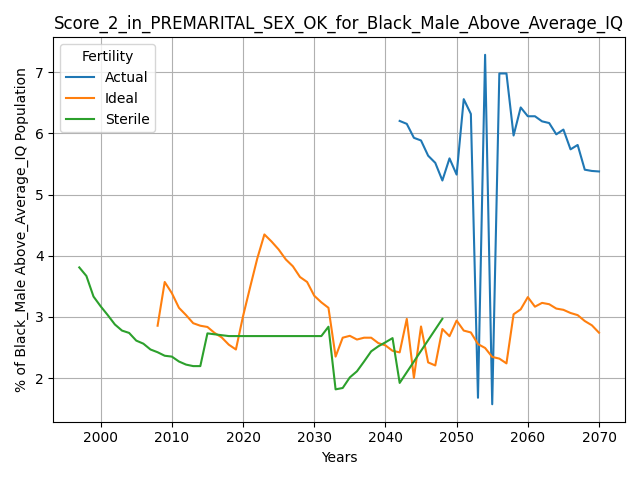 Score_2_in_PREMARITAL_SEX_OK_for_Black_Male_Above_Average_IQ
Fertility
Actual
Ideal
Sterile
% of Black_Male Above_Average_IQ Population
7
6
5
4
3
2
2000 2010 2020 2030 2040 2050 2060 2070
Years